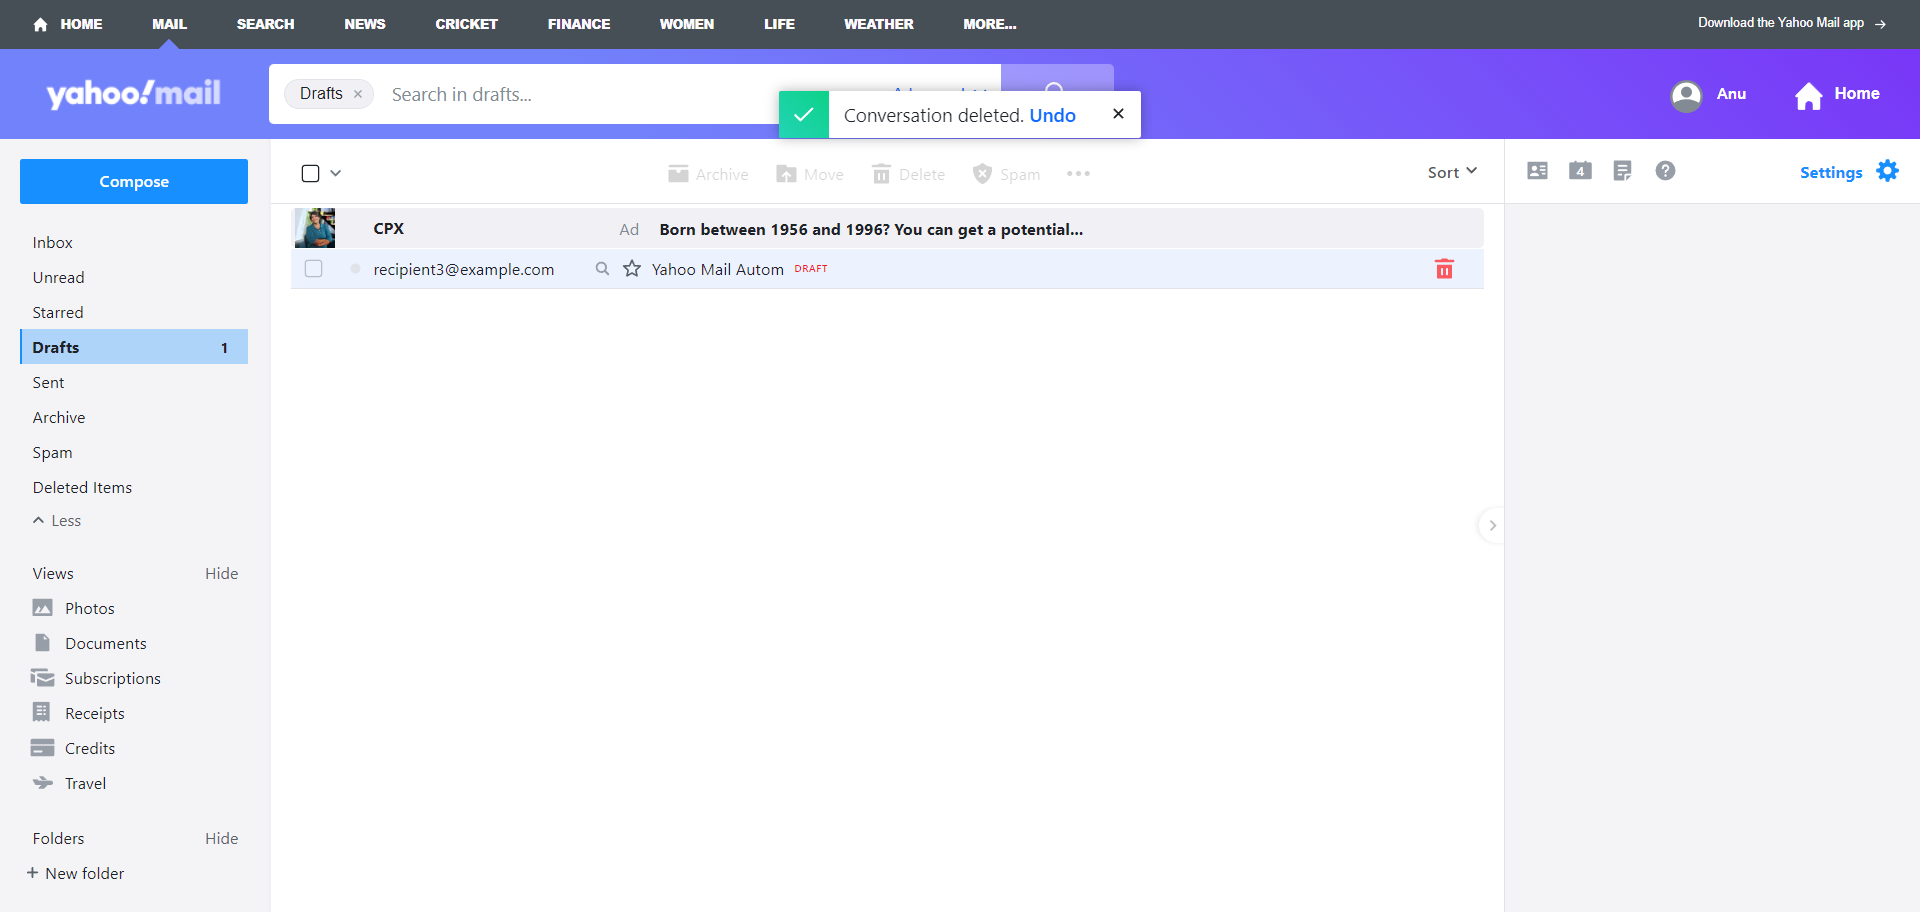 HOME MAIL SEARCH NEWS CRICKET FINANCE WOMEN LIFE WEATHER MORE... Download the Yahoo Mail app
yahoo!mail
Drafts
Search in drafts...
Anu
Home
Conversation deleted. Undo
Compose
Archive Move Delete Spam
Sort
4
Settings
CPX Ad Born between 1956 and 1996? You can get a potential...
recipient3@example.com Yahoo Mail Autom DRAFT
Inbox
Unread
Starred
Drafts 1
Sent
Archive
Spam
Deleted Items
Less
Views Hide
Photos
Documents
Subscriptions
Receipts
Credits
Travel
Folders Hide
+ New folder